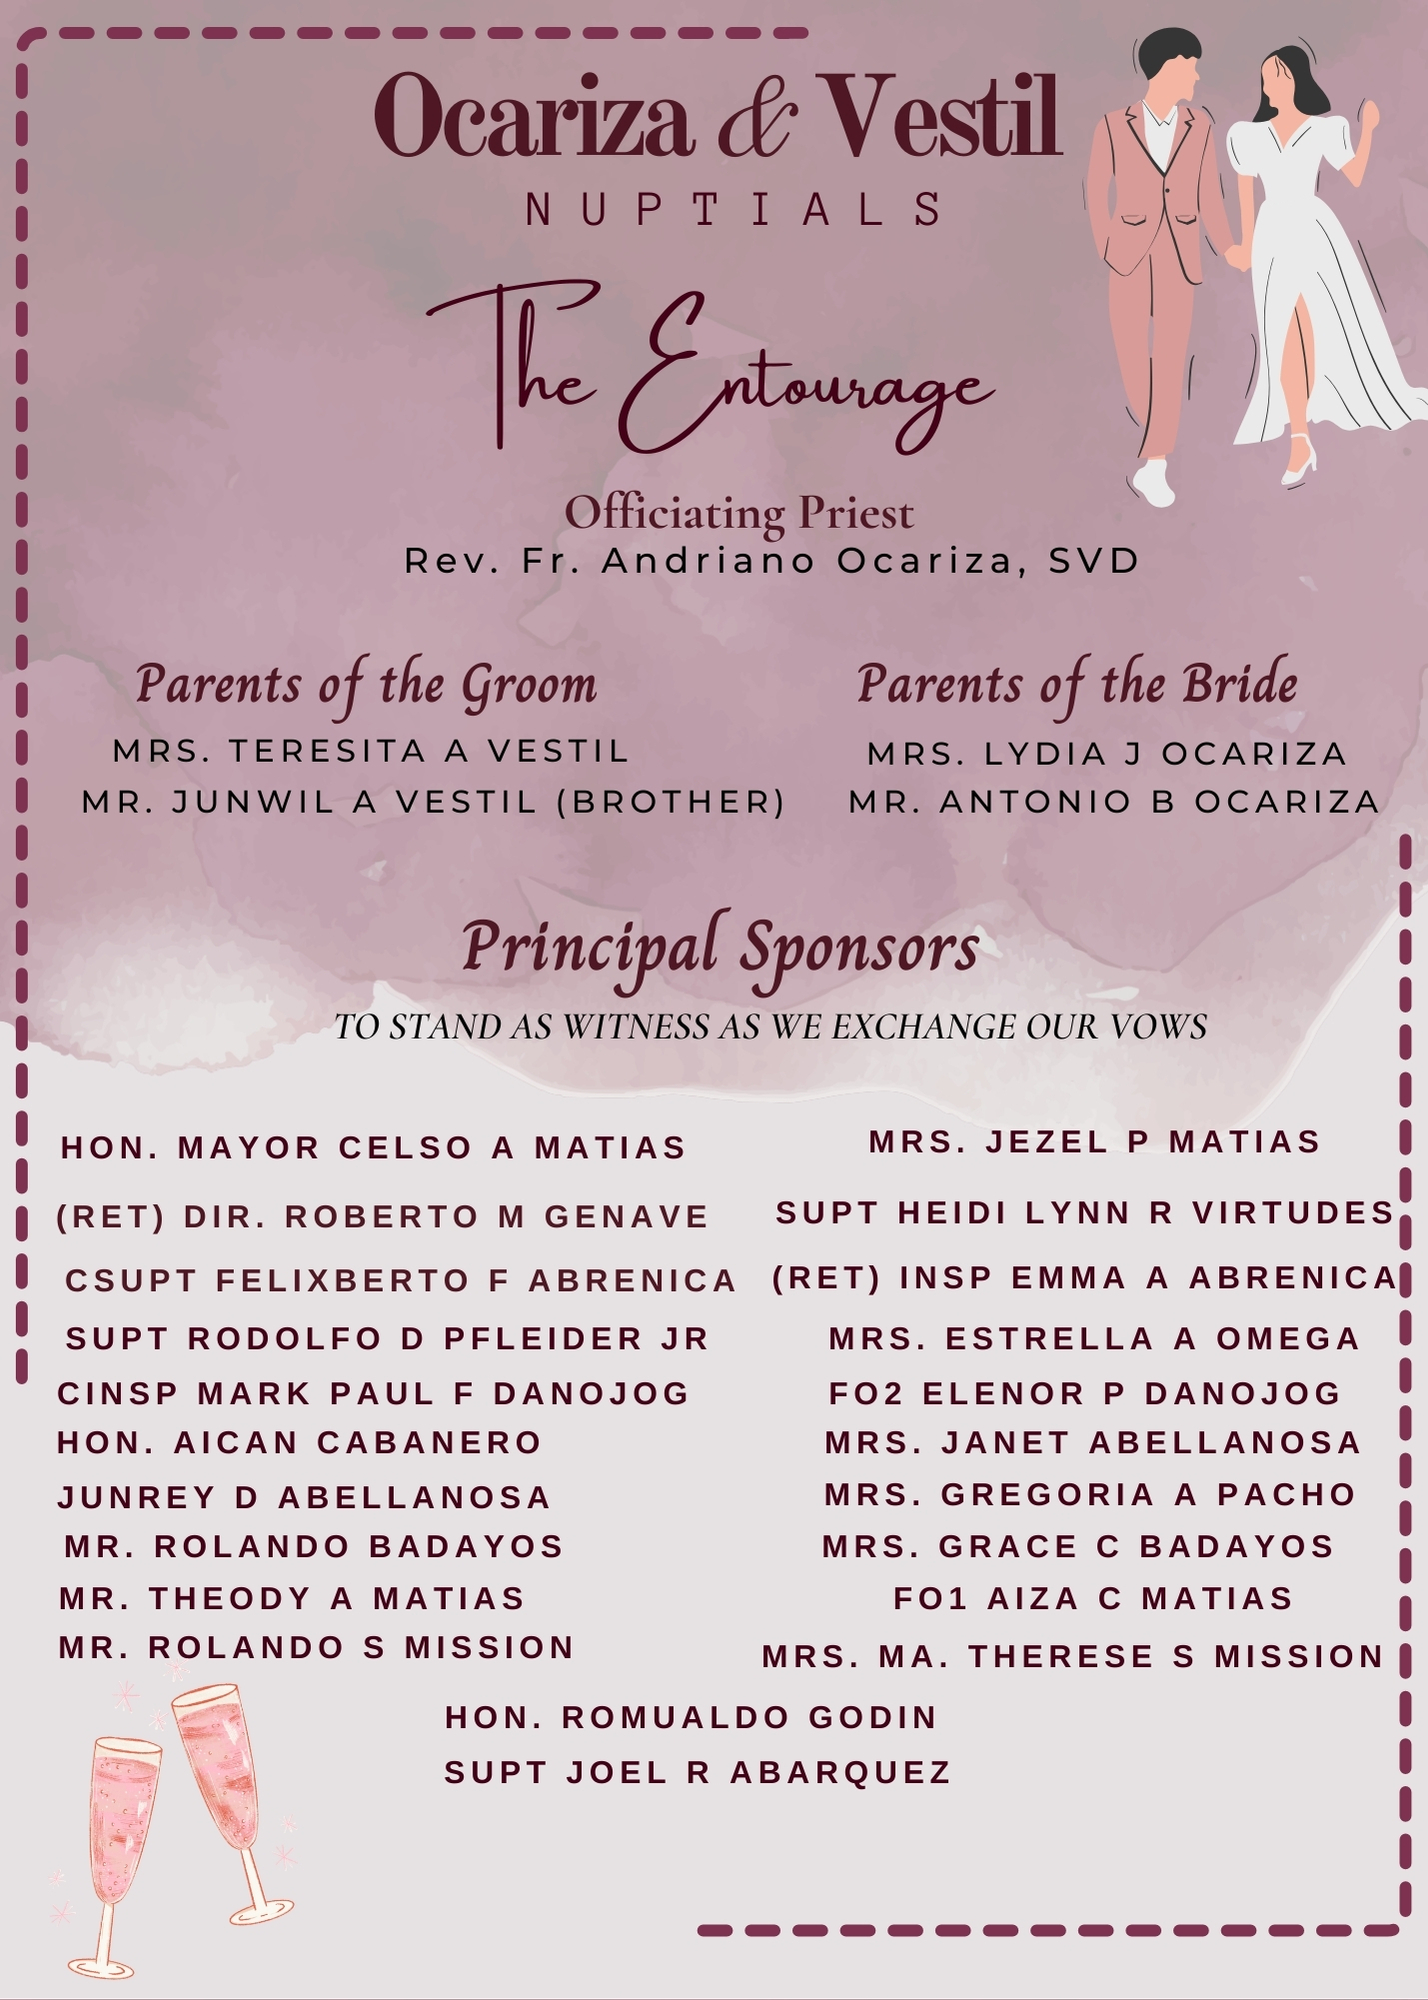 Ocariza & Vestil
NUPTIALS
The Entourage
Officiating Priest
Rev. Fr. Andriano Ocariza, SVD
Parents of the Groom
MRS. TERESITA A VESTIL
MR. JUNWIL A VESTIL (BROTHER)
Parents of the Bride
MRS. LYDIA J OCARIZA
MR. ANTONIO B OCARIZA
Principal Sponsors
TO STAND AS WITNESS AS WE EXCHANGE OUR VOWS
HON. MAYOR CELSO A MATIAS
MRS. JEZEL P MATIAS
(RET) DIR. ROBERTO M GENAVE
SUPT HEIDI LYNN R VIRTUDES
CSUPT FELIXBERTO F ABRENICA
(RET) INSP EMMA A ABRENICA
SUPT RODOLFO D PFLEIDER JR
MRS. ESTRELLA A OMEGA
CINSP MARK PAUL F DANOJOG
FO2 ELENOR P DANOJOG
HON. AICAN CABANERO
MRS. JANET ABELLANOSA
JUNREY D ABELLANOSA
MRS. GREGORIA A PACHO
MR. ROLANDO BADAYOS
MRS. GRACE C BADAYOS
MR. THEODY A MATIAS
FO1 AIZA C MATIAS
MR. ROLANDO S MISSION
MRS. MA. THERESE S MISSION
HON. ROMUALDO GODIN
SUPT JOEL R ABARQUEZ